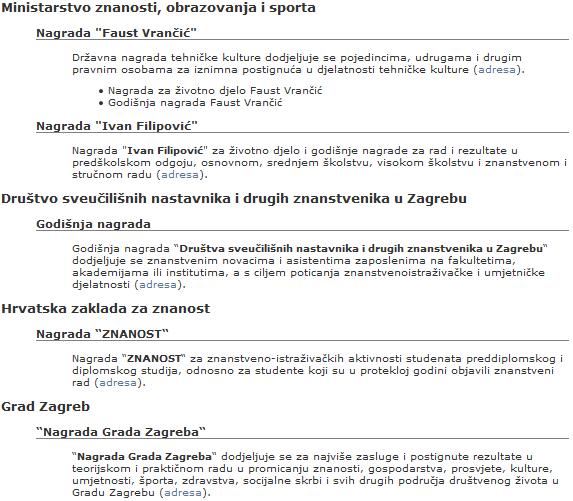 Ministarstvo znanosti, obrazovanja i sporta
Nagrada "Faust Vrančić"
Državna nagrada tehničke kulture dodjeljuje se pojedincima, udrugama i drugim
pravnim osobama za iznimna postignuća u djelatnosti tehničke kulture (adresa).
• Nagrada za životno djelo Faust Vrančić
• Godišnja nagrada Faust Vrančić
Nagrada "Ivan Filipović"
Nagrada "Ivan Filipović" za životno djelo i godišnje nagrade za rad i rezultate u
predškolskom odgoju, osnovnom, srednjem školstvu, visokom školstvu i znanstvenom i
stručnom radu (adresa).
Društvo sveučilišnih nastavnika i drugih znanstvenika u Zagrebu
Godišnja nagrada
Godišnja nagrada “Društva sveučilišnih nastavnika i drugih znanstvenika u Zagrebu“
dodjeljuje se znanstvenim novacima i asistentima zaposlenima na fakultetima,
akademijama ili institutima, a s ciljem poticanja znanstvenoistraživačke i umjetničke
djelatnosti (adresa).
Hrvatska zaklada za znanost
Nagrada “ZNANOST“
Nagrada “ZNANOST“ za znanstveno-istraživačkih aktivnosti studenata preddiplomskog i
diplomskog studija, odnosno za studente koji su u protekloj godini objavili znanstveni
rad (adresa).
Grad Zagreb
“Nagrada Grada Zagreba“
“Nagrada Grada Zagreba“ dodjeljuje se za najviše zasluge i postignute rezultate u
teorijskom i praktičnom radu u promicanju znanosti, gospodarstva, prosvjete, kulture,
umjetnosti, športa, zdravstva, socijalne skrbi i svih drugih područja društvenog života u
Gradu Zagrebu (adresa).